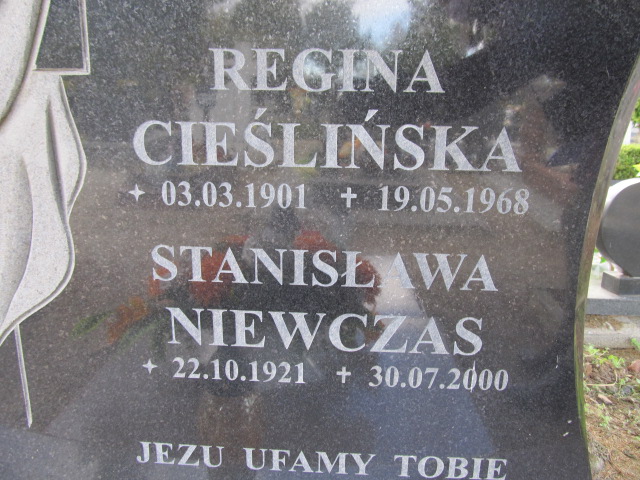 REGINA
CIEŚLIŃSKA
✦ 03.03.1901 ✝ 19.05.1968
STANISŁAWA
NIEWCZAS
✦ 22.10.1921 ✝ 30.07.2000
JEZU UFAMY TOBIE